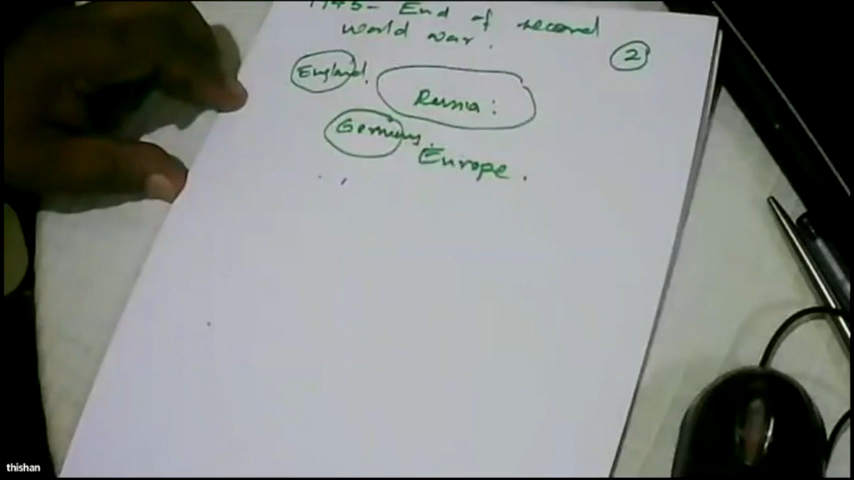 1945- End of second
world war.
2
England.
Russia:
Germany.
Europe.
thishan